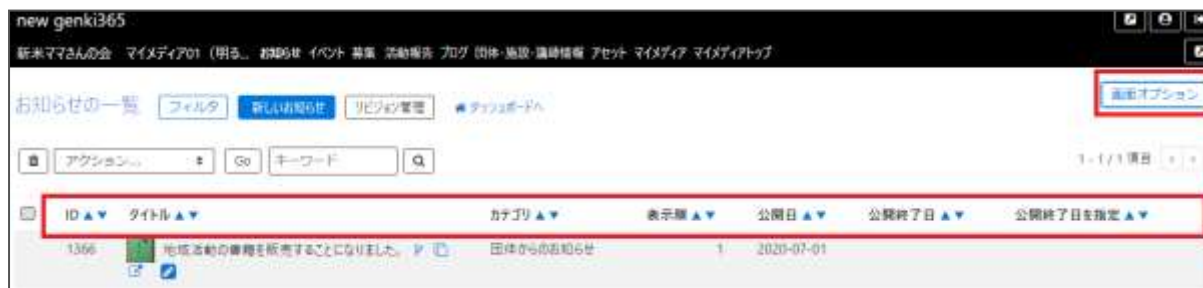 new genki365
新米ママさんの会 マイメディア01 (明る... お知らせ イベント 募集 活動報告 ブログ 団体・施設・講師情報 アセット マイメディア マイメディアトップ
お知らせの一覧 フィルタ 新しいお知らせ リビジョン管理 ダッシュボードへ 画面オプション
アクション... Go キーワード 1 - 1 / 1 項目
ID ▲▼ タイトル ▲▼ カテゴリ ▲▼ 表示順 ▲▼ 公開日 ▲▼ 公開終了日 ▲▼ 公開終了日を指定 ▲▼
1366 地域活動の書籍を販売することになりました。 団体からのお知らせ 1 2020-07-01